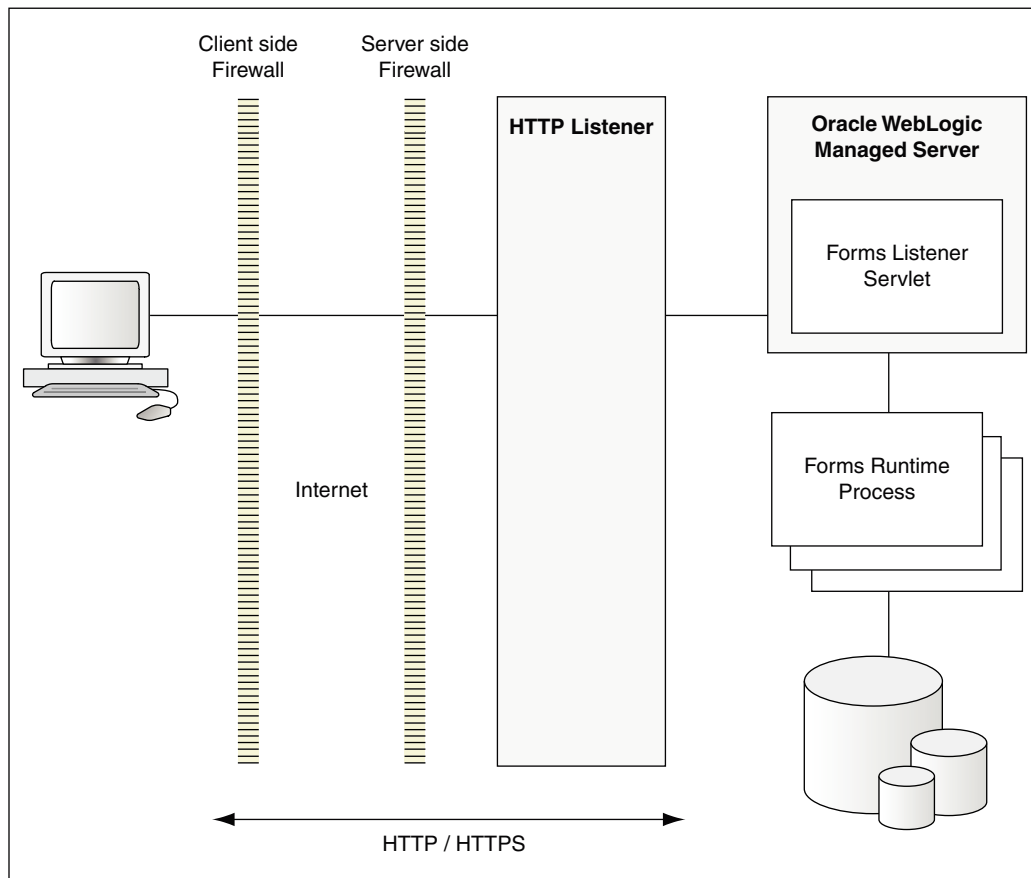 Client side
Firewall
Server side
Firewall
HTTP Listener
Oracle WebLogic
Managed Server
Forms Listener
Servlet
Forms Runtime
Process
Internet
HTTP / HTTPS